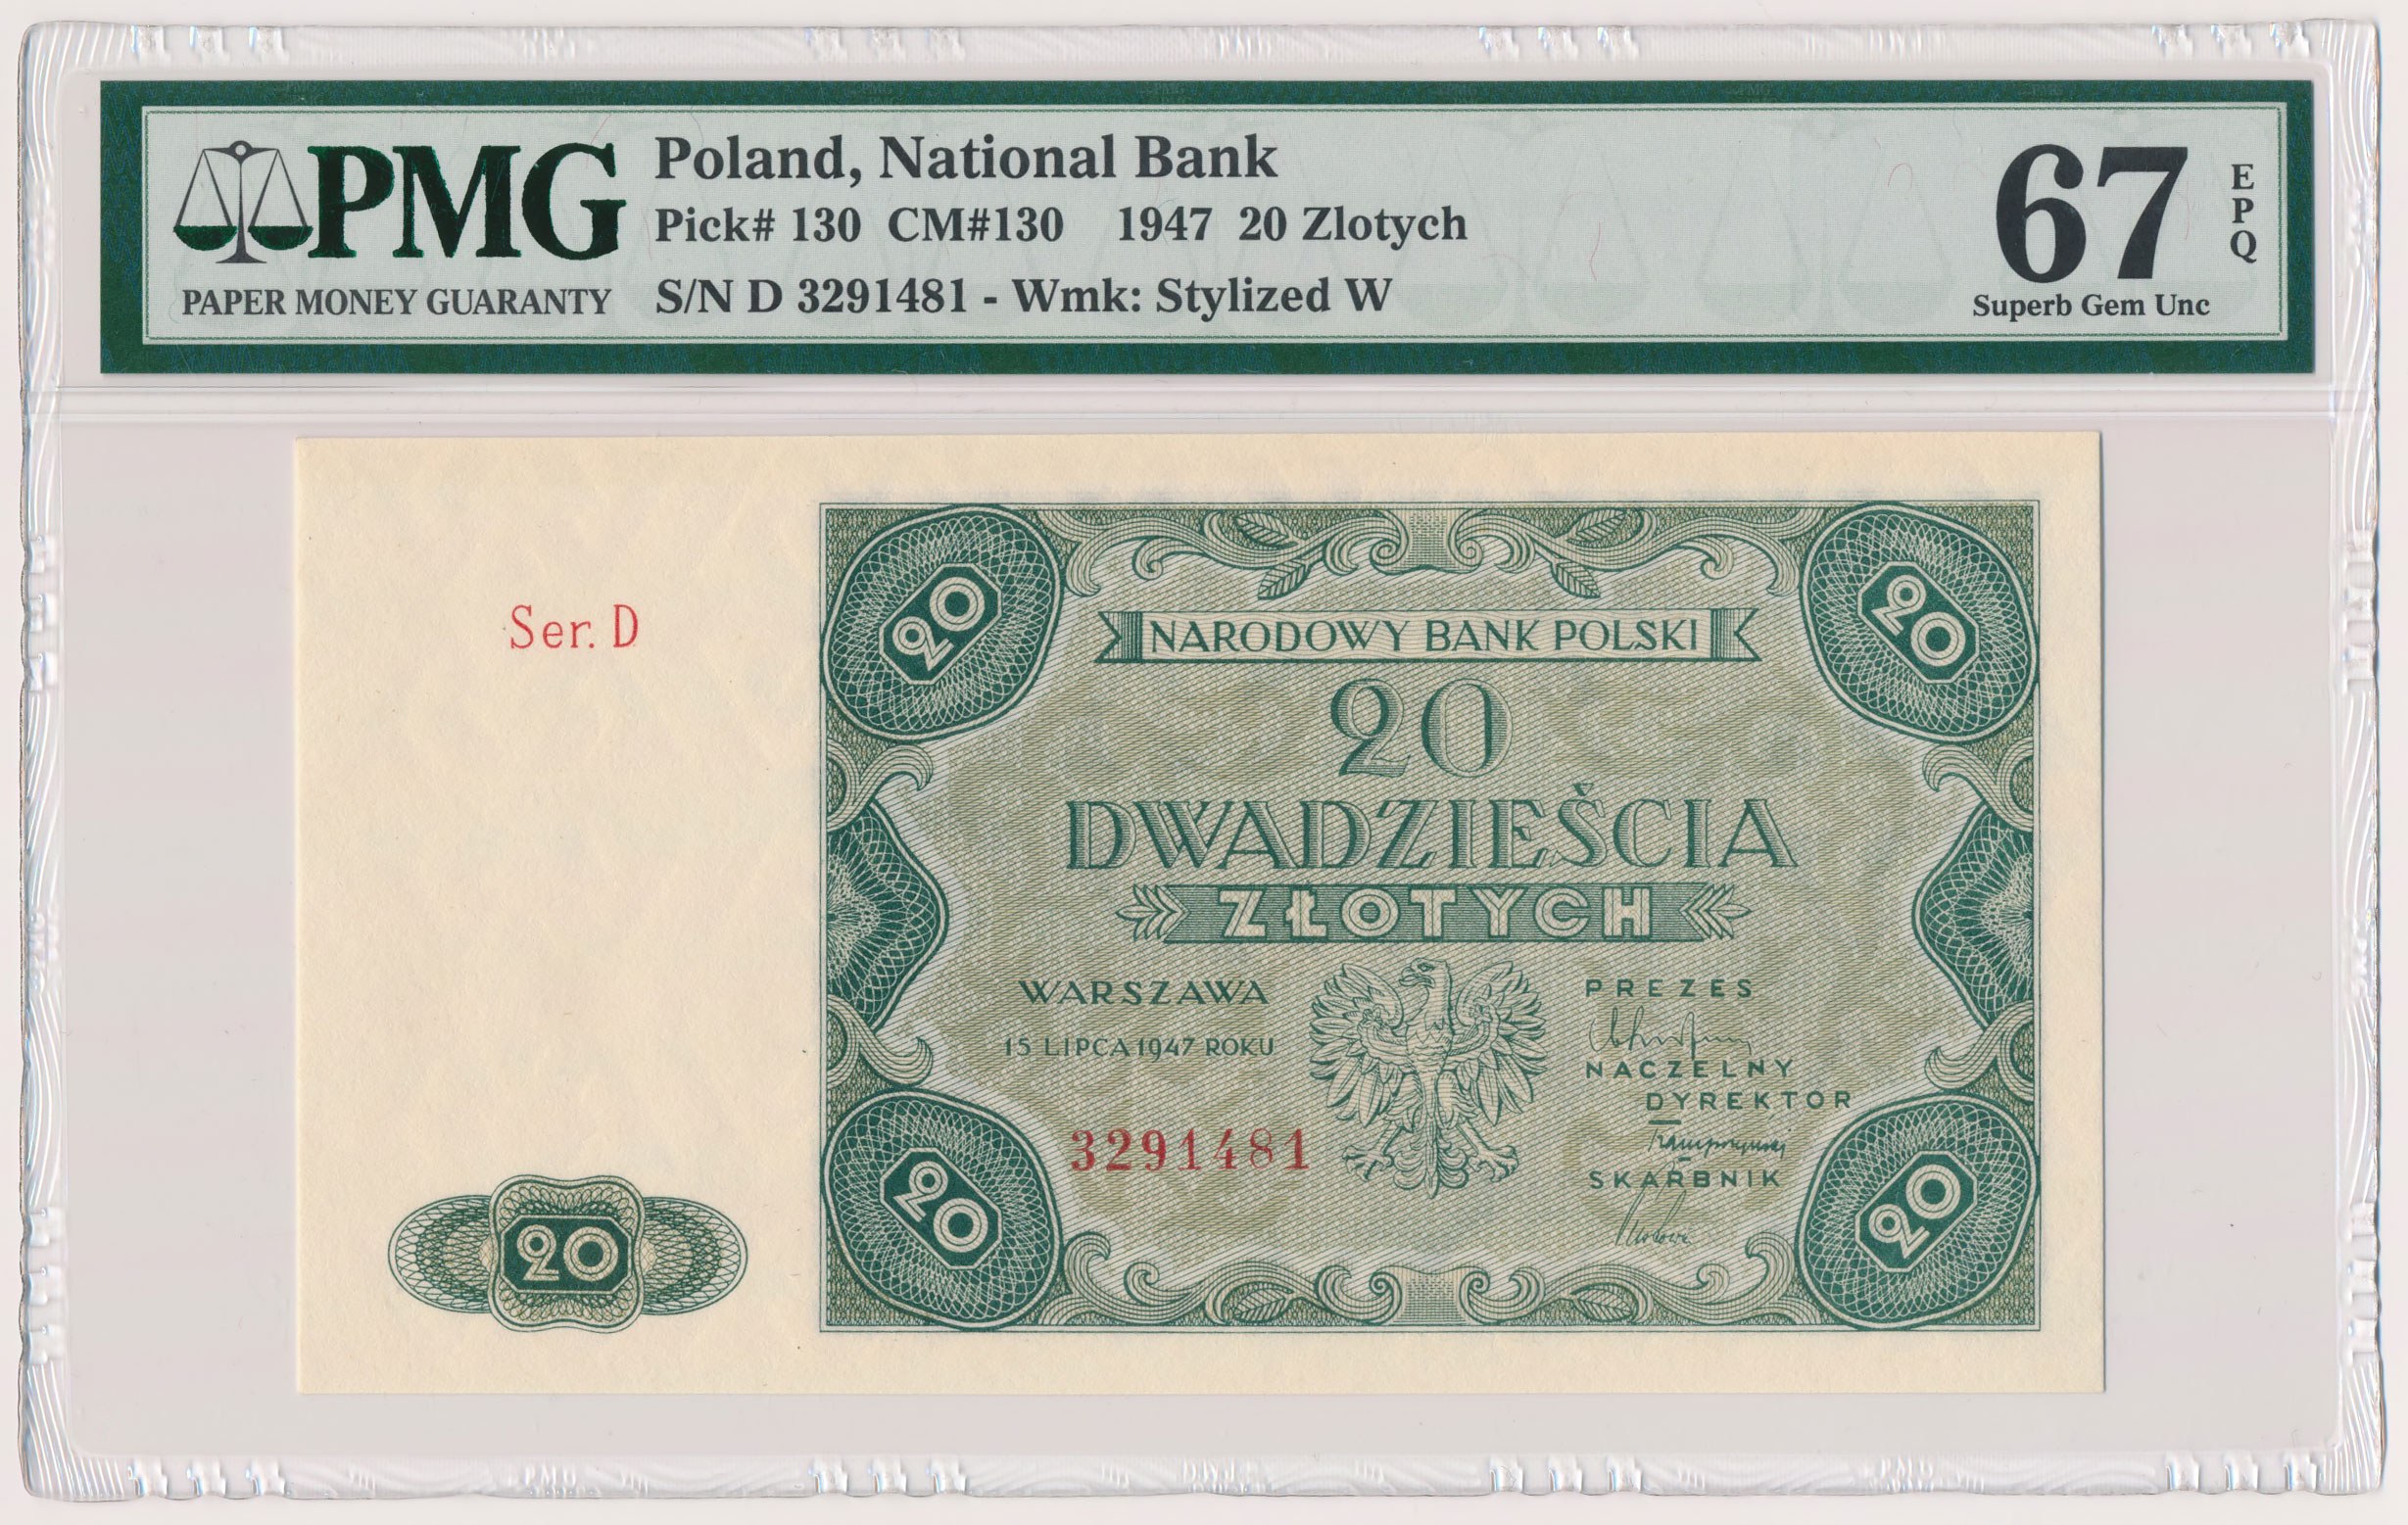 PMG
PAPER MONEY GUARANTY
Poland, National Bank
Pick# 130 CM#130 1947 20 Zlotych
S/N D 3291481 - Wmk: Stylized W
67
EPQ
Superb Gem Unc
Ser. D
20
20
NARODOWY BANK POLSKI
20
DWADZIEŚCIA
ZŁOTYCH
WARSZAWA
15 LIPCA 1947 ROKU
PREZES
NACZELNY
DYREKTOR
SKARBNIK
3291481
20
20
20